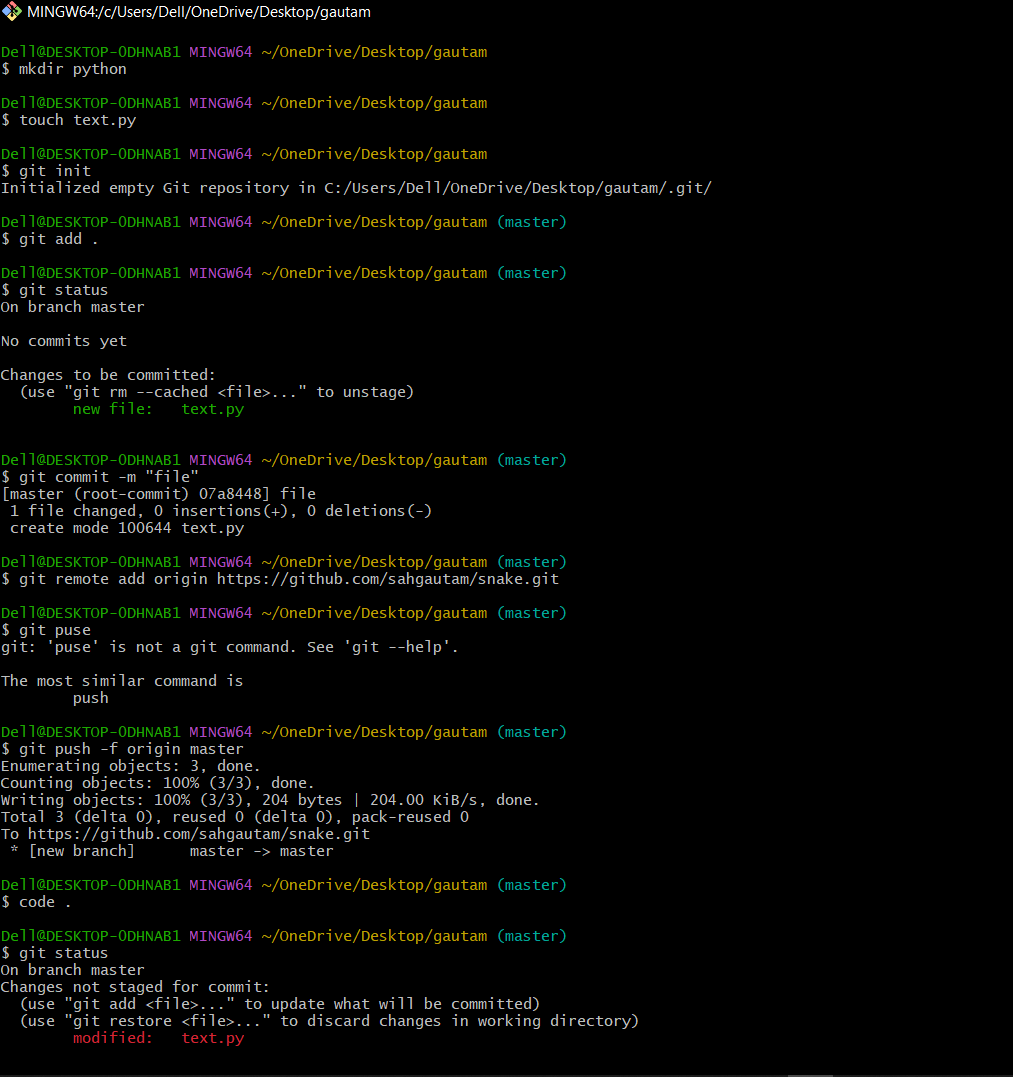 MINGW64:/c/Users/Dell/OneDrive/Desktop/gautam
Dell@DESKTOP-ODHNAB1 MINGW64 ~/OneDrive/Desktop/gautam
$ mkdir python
Dell@DESKTOP-ODHNAB1 MINGW64 ~/OneDrive/Desktop/gautam
$ touch text.py
Dell@DESKTOP-ODHNAB1 MINGW64 ~/OneDrive/Desktop/gautam
$ git init
Initialized empty Git repository in C:/Users/Dell/OneDrive/Desktop/gautam/.git/
Dell@DESKTOP-ODHNAB1 MINGW64 ~/OneDrive/Desktop/gautam (master)
$ git add .
Dell@DESKTOP-ODHNAB1 MINGW64 ~/OneDrive/Desktop/gautam (master)
$ git status
On branch master
No commits yet
Changes to be committed:
  (use "git rm --cached <file>..." to unstage)
        new file:   text.py
Dell@DESKTOP-ODHNAB1 MINGW64 ~/OneDrive/Desktop/gautam (master)
$ git commit -m "file"
[master (root-commit) 07a8448] file
 1 file changed, 0 insertions(+), 0 deletions(-)
 create mode 100644 text.py
Dell@DESKTOP-ODHNAB1 MINGW64 ~/OneDrive/Desktop/gautam (master)
$ git remote add origin https://github.com/sahgautam/snake.git
Dell@DESKTOP-ODHNAB1 MINGW64 ~/OneDrive/Desktop/gautam (master)
$ git puse
git: 'puse' is not a git command. See 'git --help'.
The most similar command is
        push
Dell@DESKTOP-ODHNAB1 MINGW64 ~/OneDrive/Desktop/gautam (master)
$ git push -f origin master
Enumerating objects: 3, done.
Counting objects: 100% (3/3), done.
Writing objects: 100% (3/3), 204 bytes | 204.00 KiB/s, done.
Total 3 (delta 0), reused 0 (delta 0), pack-reused 0
To https://github.com/sahgautam/snake.git
 * [new branch]      master -> master
Dell@DESKTOP-ODHNAB1 MINGW64 ~/OneDrive/Desktop/gautam (master)
$ code .
Dell@DESKTOP-ODHNAB1 MINGW64 ~/OneDrive/Desktop/gautam (master)
$ git status
On branch master
Changes not staged for commit:
  (use "git add <file>..." to update what will be committed)
  (use "git restore <file>..." to discard changes in working directory)
        modified:   text.py